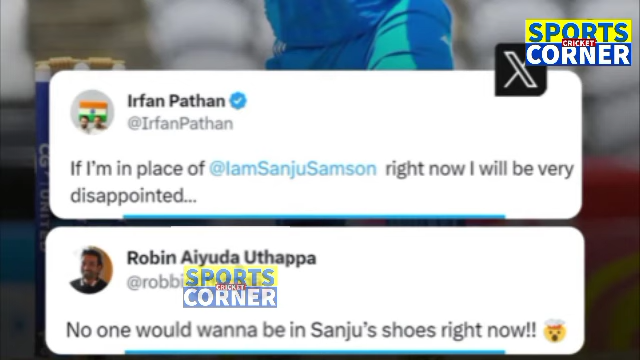 SPORTS
CRICKET
CORNER
X
Irfan Pathan
@IrfanPathan
If I'm in place of @IamSanjuSamson right now I will be very
disappointed...
Robin Aiyuda Uthappa
@robbi
SPORTS
CRICKET
CORNER
No one would wanna be in Sanju's shoes right now!! 🤯